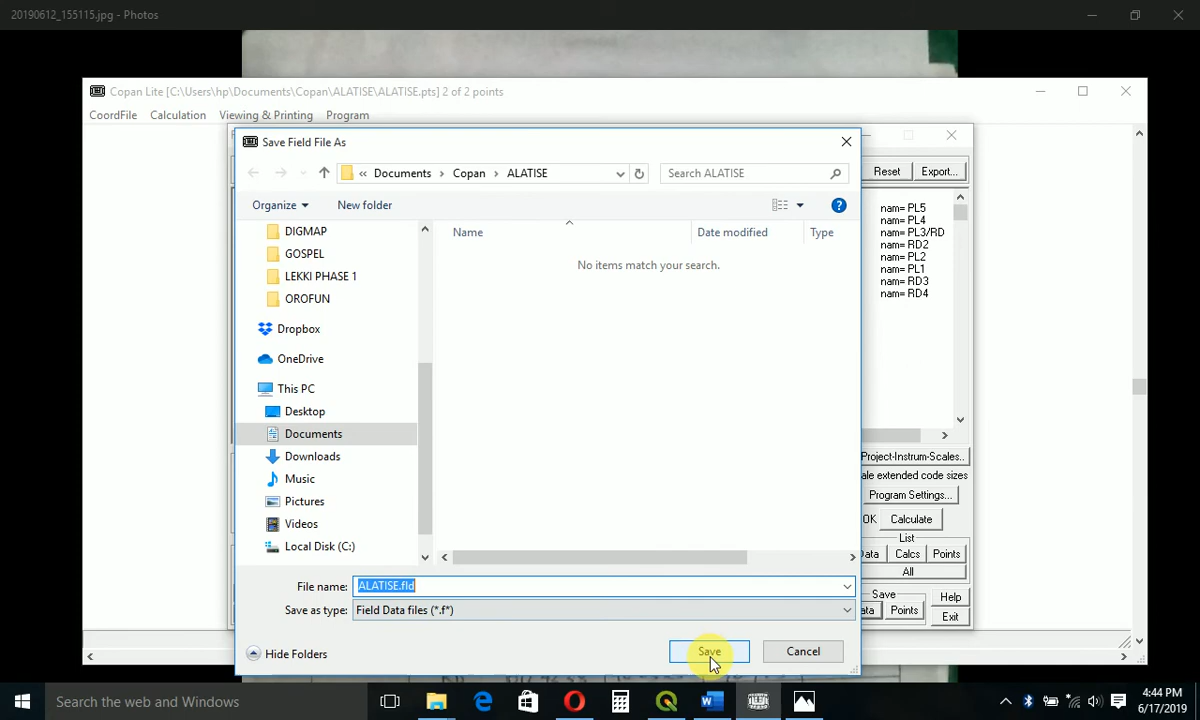 20190612_155115.jpg - Photos
Copan Lite [C:\Users\hp\Documents\Copan\ALATISE\ALATISE.pts] 2 of 2 points
CoordFile Calculation Viewing & Printing Program
Save Field File As
« Documents › Copan › ALATISE
Search ALATISE
Reset Export...
Organize New folder
Name Date modified Type
No items match your search.
DIGMAP
GOSPEL
LEKKI PHASE 1
OROFUN
Dropbox
OneDrive
This PC
Desktop
Documents
Downloads
Music
Pictures
Videos
Local Disk (C:)
nam= PL5
nam= PL4
nam= PL3/RD
nam= RD2
nam= PL2
nam= PL1
nam= RD3
nam= RD4
Project-Instrum-Scales..
ale extended code sizes
Program Settings...
OK Calculate
List
Data Calcs Points
All
Save Help
ata Points
Exit
File name: ALATISE.fld
Save as type: Field Data files (*.f*)
Hide Folders
Save Cancel
Search the web and Windows
4:44 PM
6/17/2019